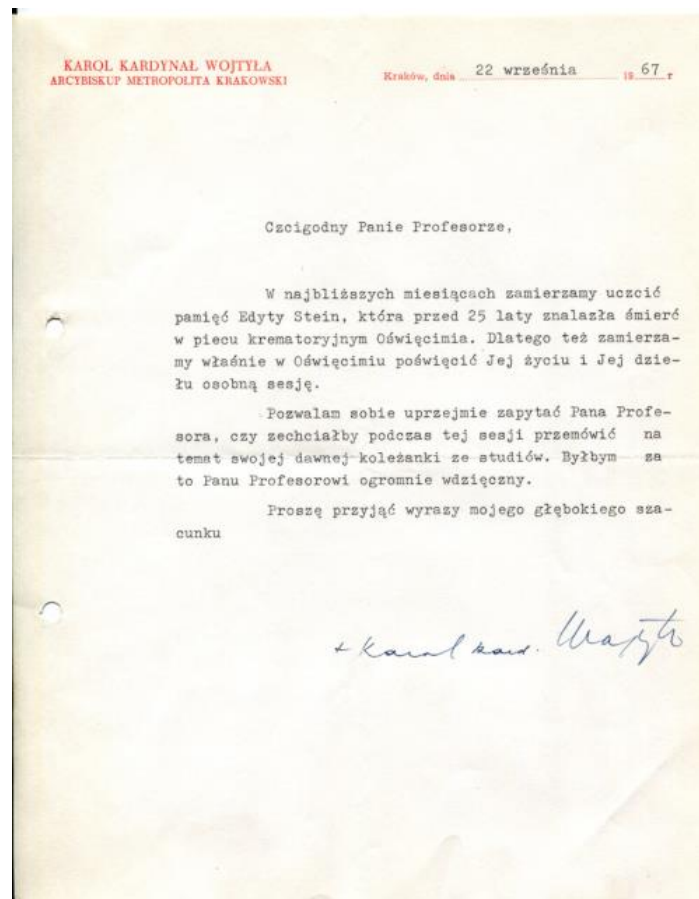 KAROL KARDYNAŁ WOJTYŁA
ARCYBISKUP METROPOLITA KRAKOWSKI
Kraków, dnia 22 września 19 67 r
Czcigodny Panie Profesorze,
W najbliższych miesiącach zamierzamy uczcić
pamięć Edyty Stein, która przed 25 laty znalazła śmierć
w piecu krematoryjnym Oświęcimia. Dlatego też zamierza-
my właśnie w Oświęcimiu poświęcić Jej życiu i Jej dzie-
łu osobną sesję.
Pozwalam sobie uprzejmie zapytać Pana Profe-
sora, czy zechciałby podczas tej sesji przemówić na
temat swojej dawnej koleżanki ze studiów. Byłbym za
to Panu Profesorowi ogromnie wdzięczny.
Proszę przyjąć wyrazy mojego głębokiego sza-
cunku
+ Karol kard. Wojtyła